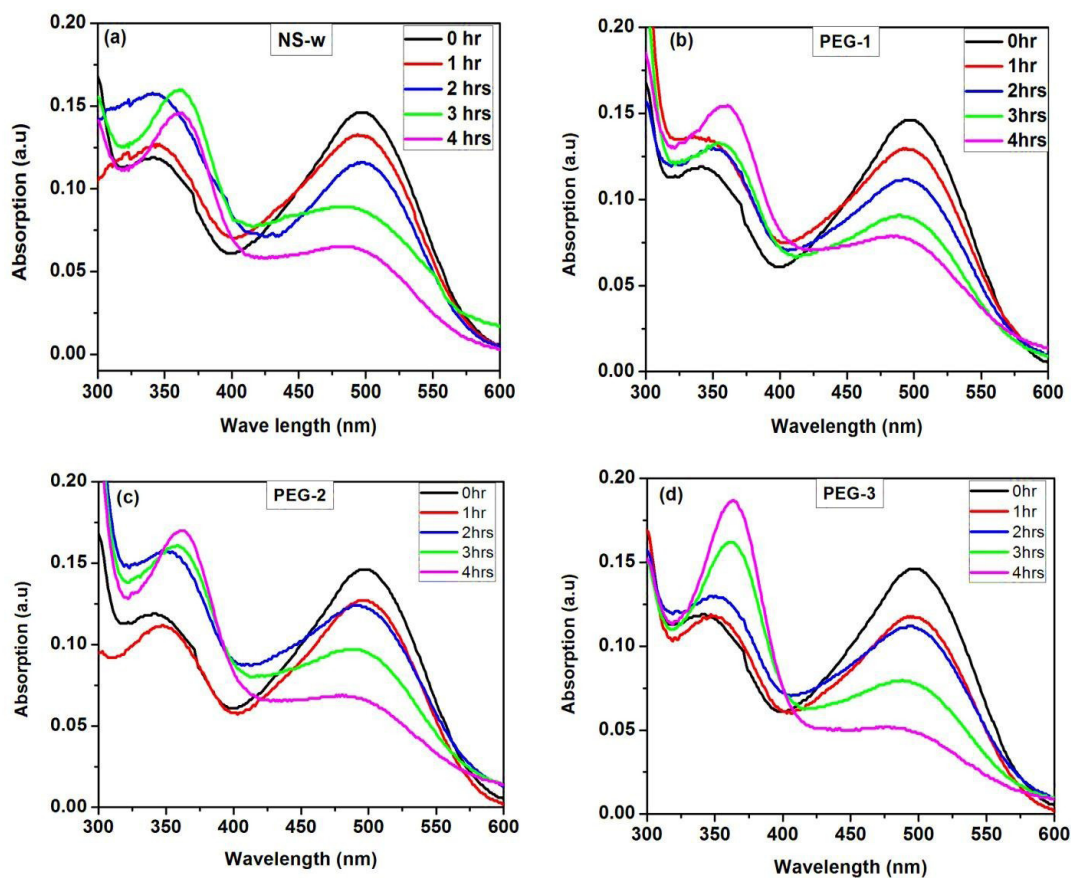 (a)
NS-w
0 hr
1 hr
2 hrs
3 hrs
4 hrs
0.20
0.15
0.10
0.05
0.00
Absorption (a.u)
300 350 400 450 500 550 600
Wave length (nm)
(b)
PEG-1
0hr
1hr
2hrs
3hrs
4hrs
0.20
0.15
0.10
0.05
0.00
Absorption (a.u)
300 350 400 450 500 550 600
Wavelength (nm)
(c)
PEG-2
0hr
1hr
2hrs
3hrs
4hrs
0.20
0.15
0.10
0.05
0.00
Absorption (a.u)
300 350 400 450 500 550 600
Wavelength (nm)
(d)
PEG-3
0hr
1hr
2hrs
3hrs
4hrs
0.20
0.15
0.10
0.05
0.00
Absorption (a.u)
300 350 400 450 500 550 600
Wavelength (nm)